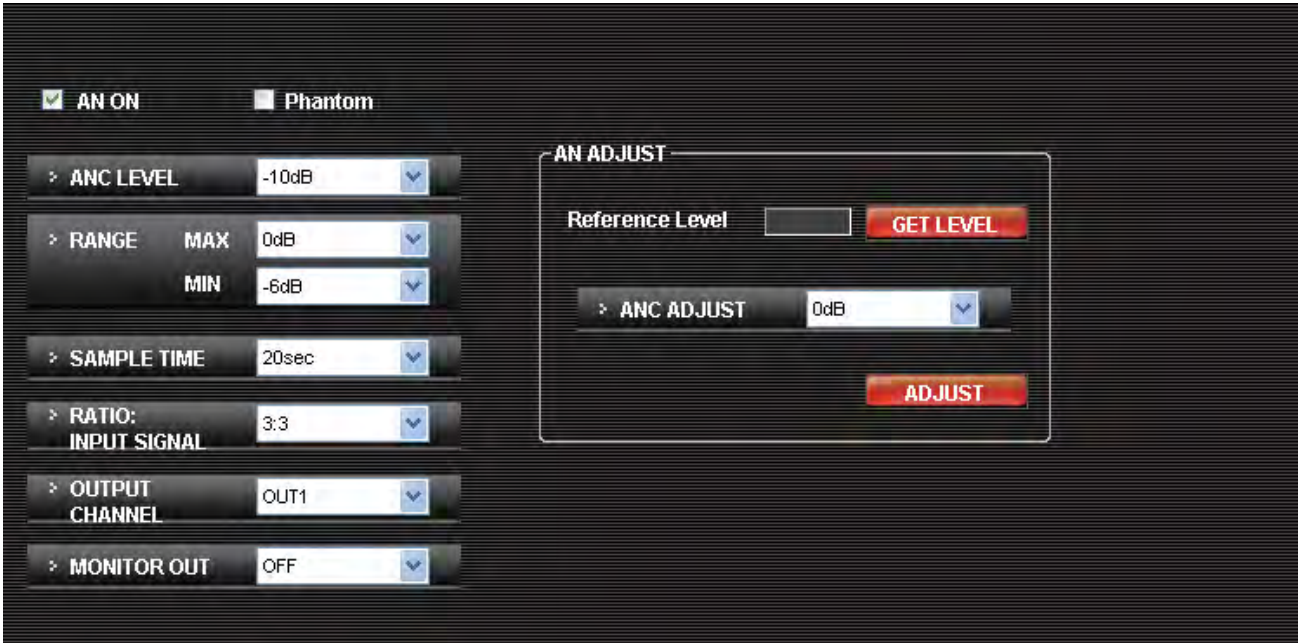 AN ON Phantom
ANC LEVEL -10dB
RANGE MAX 0dB
MIN -6dB
SAMPLE TIME 20sec
RATIO:
INPUT SIGNAL 3:3
OUTPUT
CHANNEL OUT1
MONITOR OUT OFF
AN ADJUST
Reference Level GET LEVEL
ANC ADJUST 0dB
ADJUST